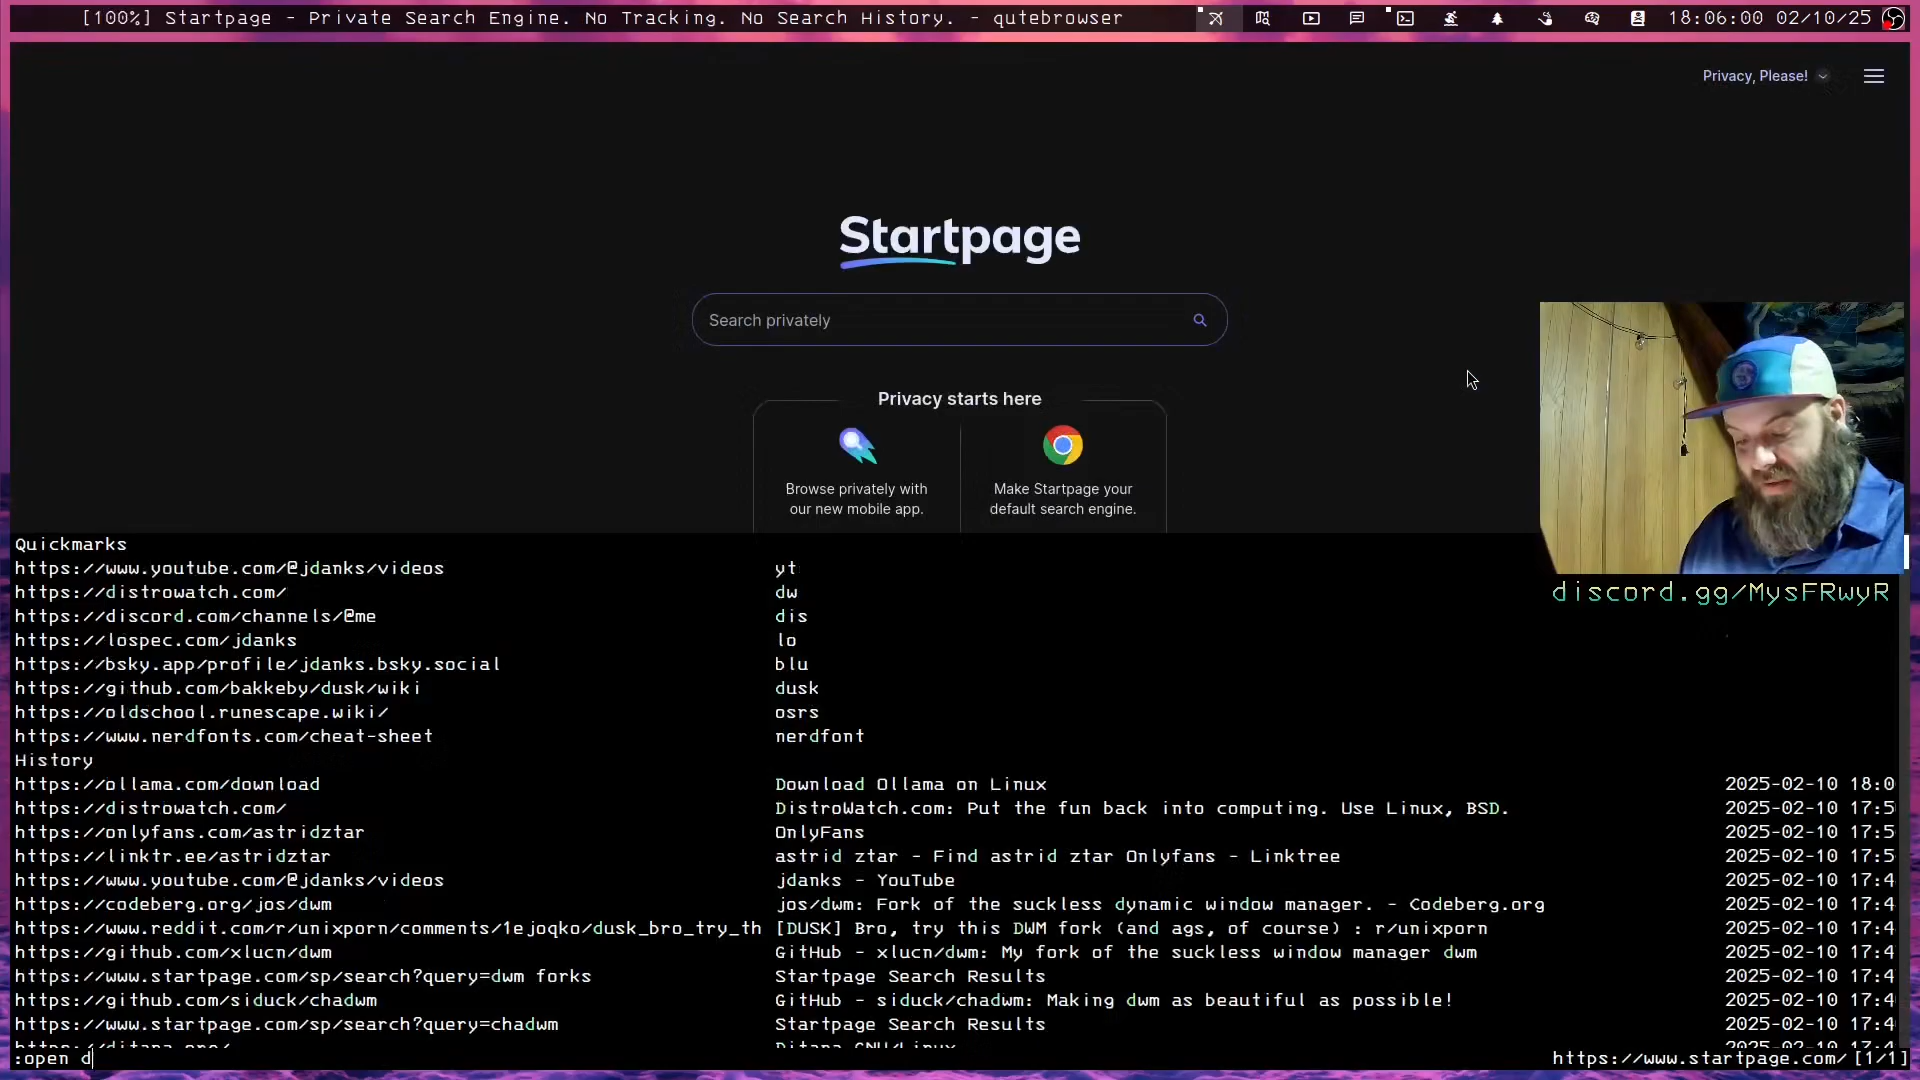 [100%] Startpage - Private Search Engine. No Tracking. No Search History. - qutebrowser
18:06:00 02/10/25
Privacy, Please!
Startpage
Search privately
Privacy starts here
Browse privately with our new mobile app.
Make Startpage your default search engine.
discord.gg/MysFRwyR
Quickmarks
https://www.youtube.com/@jdanks/videos yt
https://distrowatch.com/ dw
https://discord.com/channels/@me dis
https://lospec.com/jdanks lo
https://bsky.app/profile/jdanks.bsky.social blu
https://github.com/bakkeby/dusk/wiki dusk
https://oldschool.runescape.wiki/ osrs
https://www.nerdfonts.com/cheat-sheet nerdfont
History
https://ollama.com/download Download Ollama on Linux 2025-02-10 18:0
https://distrowatch.com/ DistroWatch.com: Put the fun back into computing. Use Linux, BSD. 2025-02-10 17:5
https://onlyfans.com/astridztar OnlyFans 2025-02-10 17:5
https://linktr.ee/astridztar astrid ztar - Find astrid ztar Onlyfans - Linktree 2025-02-10 17:5
https://www.youtube.com/@jdanks/videos jdanks - YouTube 2025-02-10 17:4
https://codeberg.org/jos/dwm jos/dwm: Fork of the suckless dynamic window manager. - Codeberg.org 2025-02-10 17:4
https://www.reddit.com/r/unixporn/comments/1ejoqko/dusk_bro_try_th [DUSK] Bro, try this DWM fork (and ags, of course) : r/unixporn 2025-02-10 17:4
https://github.com/xlucn/dwm GitHub - xlucn/dwm: My fork of the suckless window manager dwm 2025-02-10 17:4
https://www.startpage.com/sp/search?query=dwm forks Startpage Search Results 2025-02-10 17:4
https://github.com/siduck/chadwm GitHub - siduck/chadwm: Making dwm as beautiful as possible! 2025-02-10 17:4
https://www.startpage.com/sp/search?query=chadwm Startpage Search Results 2025-02-10 17:4
https://ditana.org/ Ditana GNU/Linux 2025-02-10 17:4
:open d https://www.startpage.com/ [1/1]